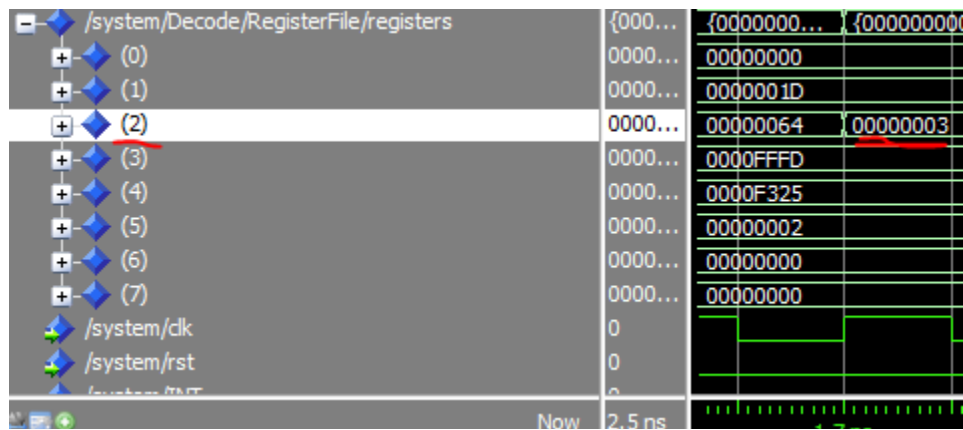 /system/Decode/RegisterFile/registers {000... {0000000... {000000000
(0) 0000... 00000000
(1) 0000... 0000001D
(2) 0000... 00000064 00000003
(3) 0000... 0000FFFD
(4) 0000... 0000F325
(5) 0000... 00000002
(6) 0000... 00000000
(7) 0000... 00000000
/system/clk 0
/system/rst 0
Now 2.5 ns